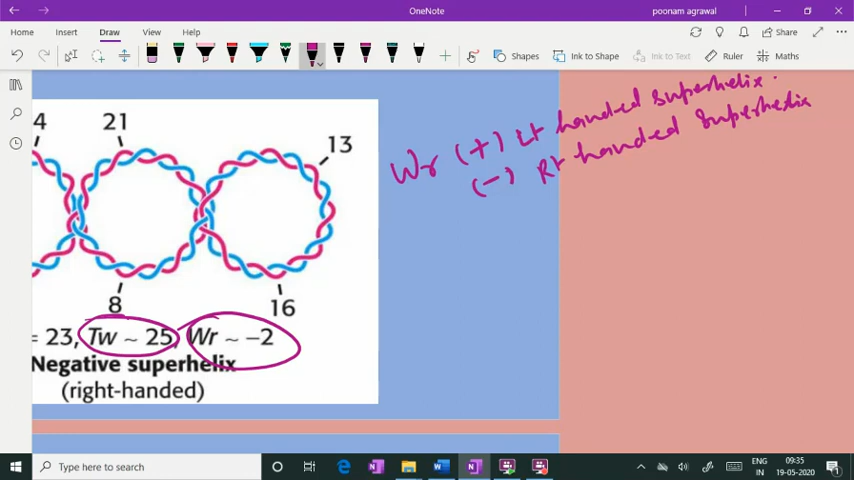 OneNote
poonam agrawal
Home
Insert
Draw
View
Help
Share
Shapes
Ink to Shape
Ink to Text
Ruler
Maths
Wr (+) Lt handed superhelix.
(-) Rt handed superhelix
4
21
13
8
16
= 23, Tw ~ 25, Wr ~ -2
Negative superhelix
(right-handed)
Type here to search
ENG
IN
09:35
19-05-2020